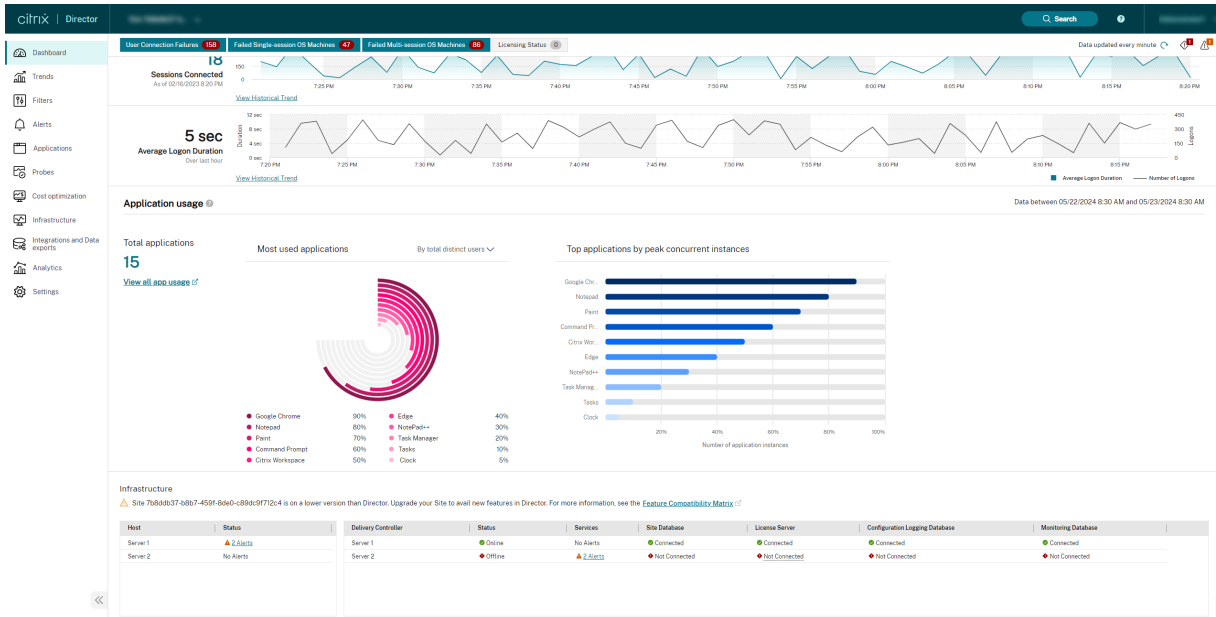 citrix | Director
Search
Dashboard
Trends
Filters
Alerts
Applications
Probes
Cost optimization
Infrastructure
Integrations and Data
exports
Analytics
Settings
User Connection Failures 158
Failed Single-session OS Machines 47
Failed Multi-session OS Machines 86
Licensing Status 0
Data updated every minute
18
Sessions Connected
As of 02/16/2023 8:20 PM
150
0
7:25 PM 7:30 PM 7:35 PM 7:40 PM 7:45 PM 7:50 PM 7:55 PM 8:00 PM 8:05 PM 8:10 PM 8:15 PM 8:20 PM
View Historical Trend
5 sec
Average Logon Duration
Over last hour
Duration
12 sec
8 sec
4 sec
0 sec
450
300
150
0
Logons
7:20 PM 7:25 PM 7:30 PM 7:35 PM 7:40 PM 7:45 PM 7:50 PM 7:55 PM 8:00 PM 8:05 PM 8:10 PM 8:15 PM
View Historical Trend
Average Logon Duration Number of Logons
Application usage
Data between 05/22/2024 8:30 AM and 05/23/2024 8:30 AM
Total applications
15
View all app usage
Most used applications
By total distinct users
Google Chrome 90%
Notepad 80%
Paint 70%
Command Prompt 60%
Citrix Workspace 50%
Edge 40%
NotePad++ 30%
Task Manager 20%
Tasks 10%
Clock 5%
Top applications by peak concurrent instances
Google Chr...
Notepad
Paint
Command Pr...
Citrix Wor...
Edge
NotePad++
Task Manag...
Tasks
Clock
20% 40% 60% 80% 100%
Number of application instances
Infrastructure
Site 7b8ddb37-b8b7-459f-8de0-c89dc9f712c4 is on a lower version than Director. Upgrade your Site to avail new features in Director. For more information, see the Feature Compatibility Matrix
Host Status
Server 1 2 Alerts
Server 2 No Alerts
Delivery Controller Status Services Site Database License Server Configuration Logging Database Monitoring Database
Server 1 Online No Alerts Connected Connected Connected Connected
Server 2 Offline 2 Alerts Not Connected Not Connected Not Connected Not Connected